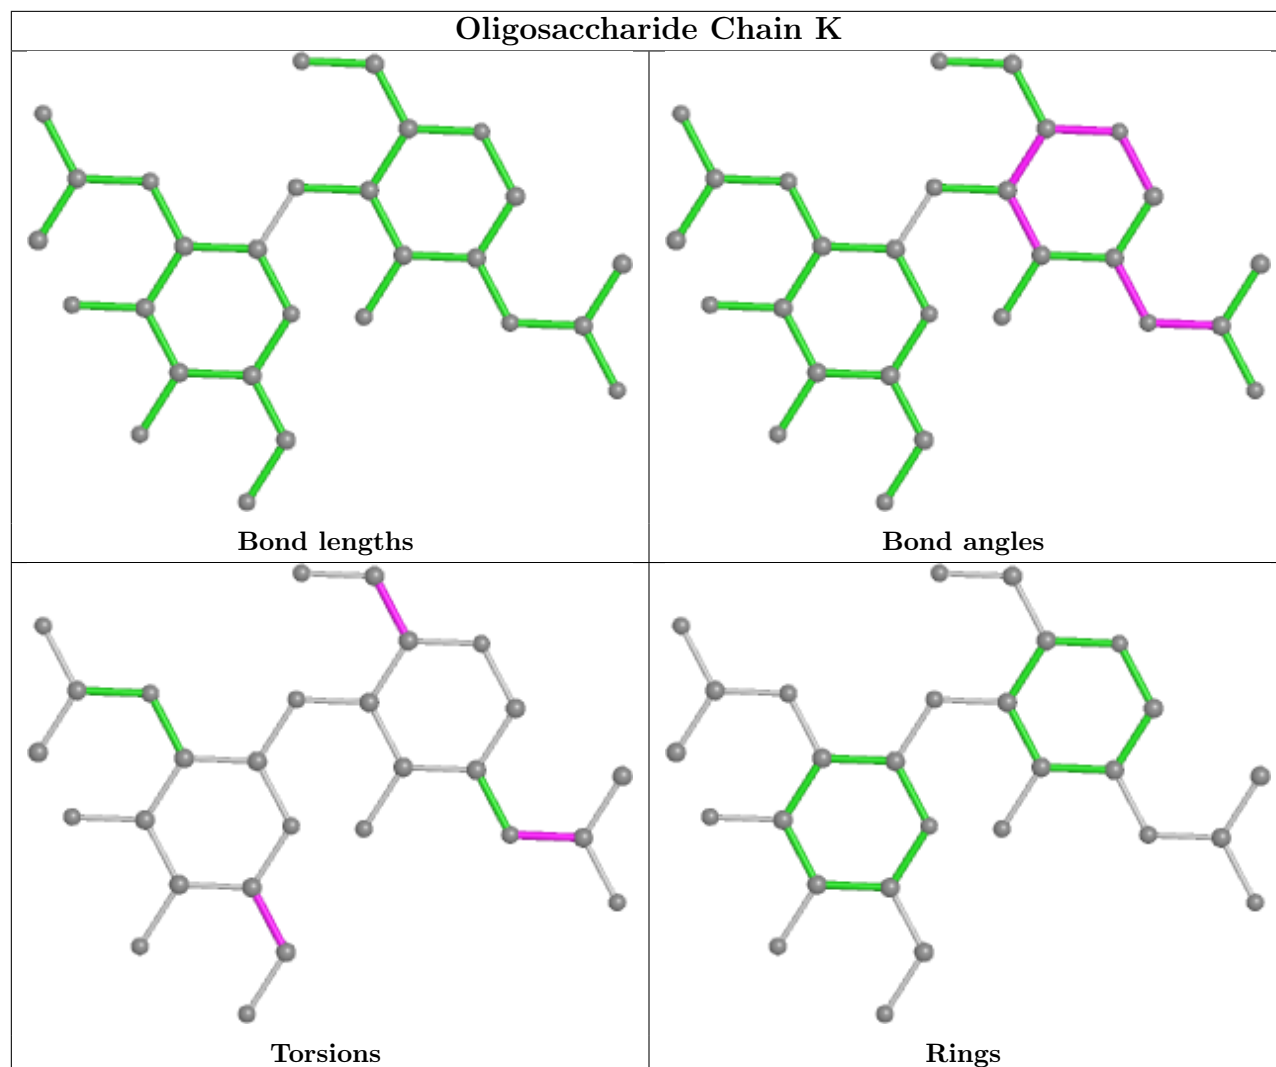 Oligosaccharide Chain K
Bond lengths
Bond angles
Torsions
Rings